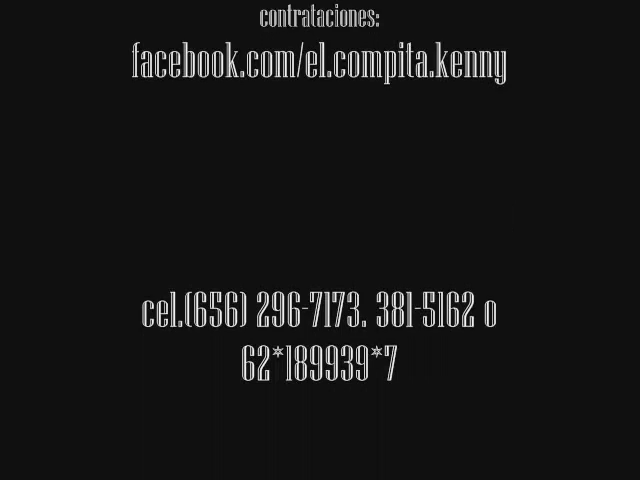 contrataciones:
facebook.com/el.compita.kenny
cel.(656) 296-7173. 381-5162 o
62*189939*7